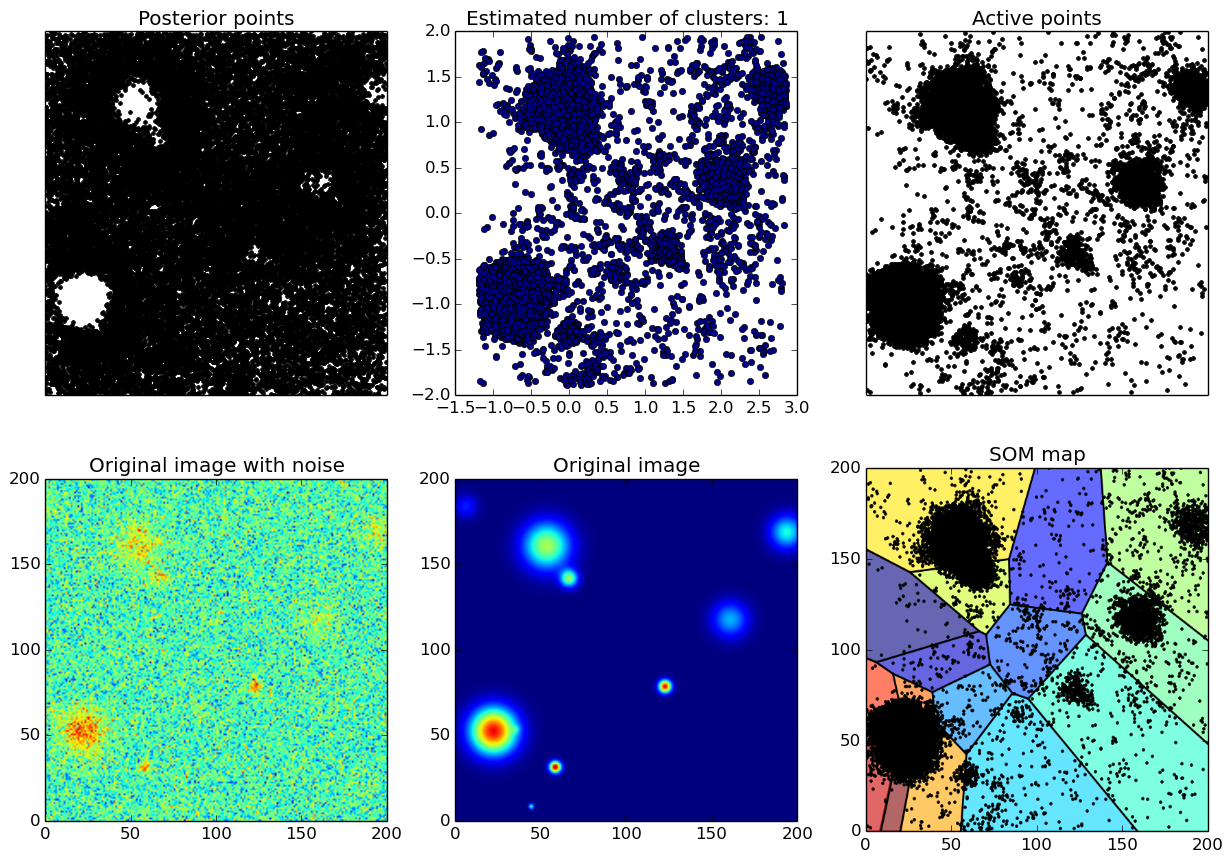 Posterior points
Estimated number of clusters: 1
Active points
2.0
1.5
1.0
0.5
0.0
−0.5
−1.0
−1.5
−2.0
−1.5 −1.0 −0.5 0.0 0.5 1.0 1.5 2.0 2.5 3.0
Original image with noise
200
150
100
50
0
0 50 100 150 200
Original image
200
150
100
50
0
0 50 100 150 200
SOM map
200
150
100
50
0
0 50 100 150 200